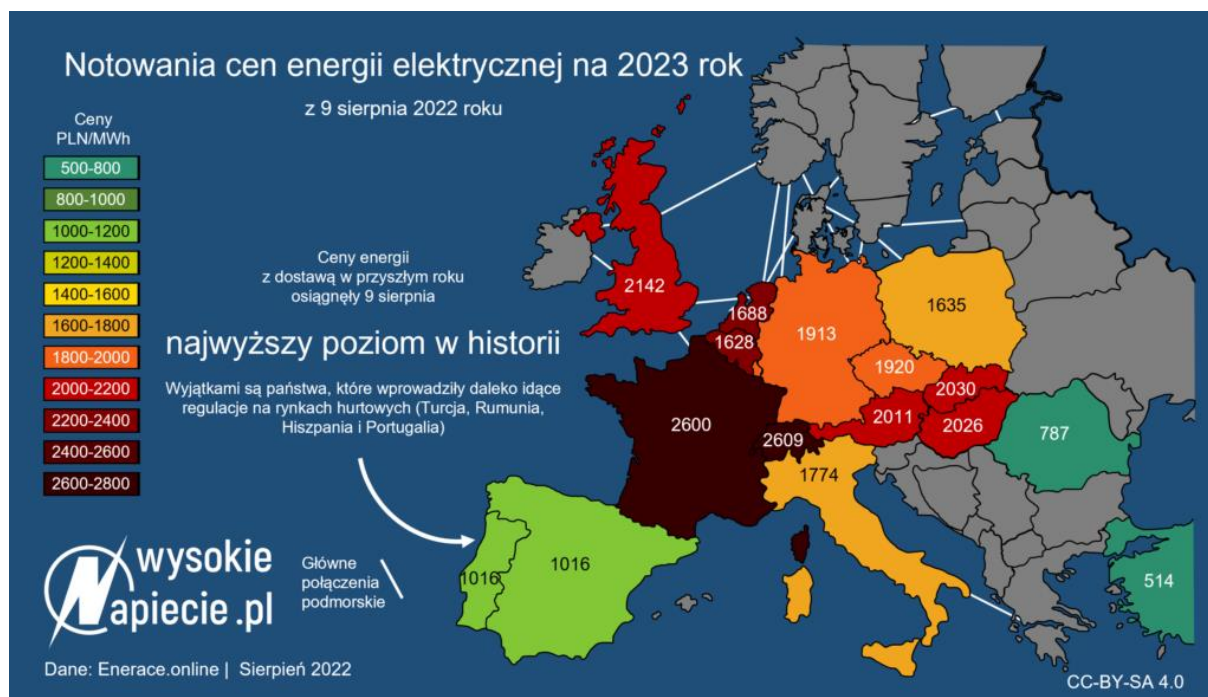 Notowania cen energii elektrycznej na 2023 rok
z 9 sierpnia 2022 roku
Ceny
PLN/MWh
500-800
800-1000
1000-1200
1200-1400
1400-1600
1600-1800
1800-2000
2000-2200
2200-2400
2400-2600
2600-2800
Ceny energii
z dostawą w przyszłym roku
osiągnęły 9 sierpnia
najwyższy poziom w historii
Wyjątkami są państwa, które wprowadziły daleko idące
regulacje na rynkach hurtowych (Turcja, Rumunia,
Hiszpania i Portugalia)
2142
1688
1628
1913
1635
1920
2030
2011
2026
787
2600
2609
1774
1016
1016
514
wysokie
Napiecie.pl
Główne
połączenia
podmorskie
Dane: Enerace.online | Sierpień 2022
CC-BY-SA 4.0